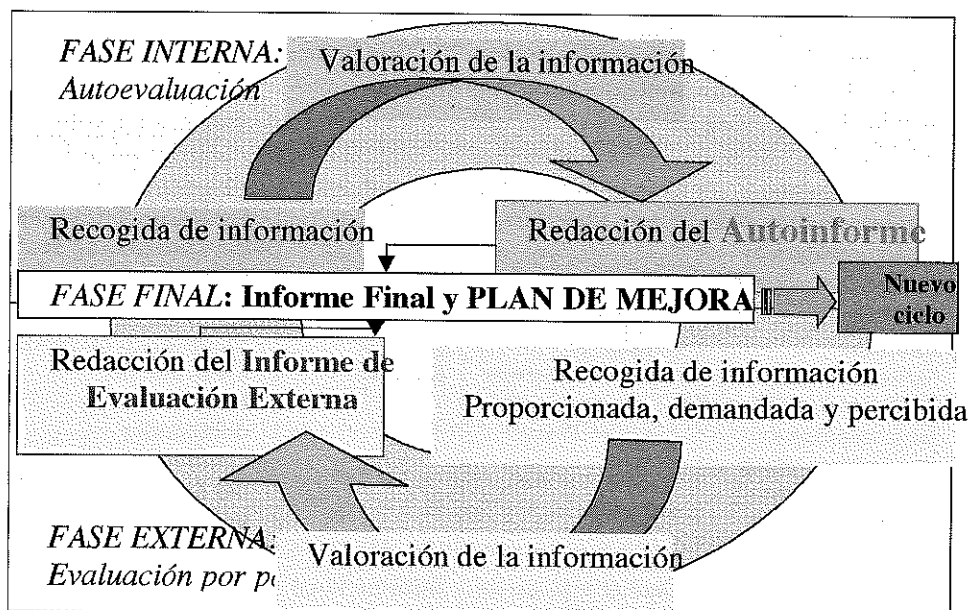 FASE INTERNA:
Autoevaluación
Valoración de la información
Recogida de información
Redacción del Autoinforme
FASE FINAL: Informe Final y PLAN DE MEJORA
Nuevo
ciclo
Redacción del Informe de
Evaluación Externa
Recogida de información
Proporcionada, demandada y percibida
FASE EXTERNA:
Evaluación por
Valoración de la información